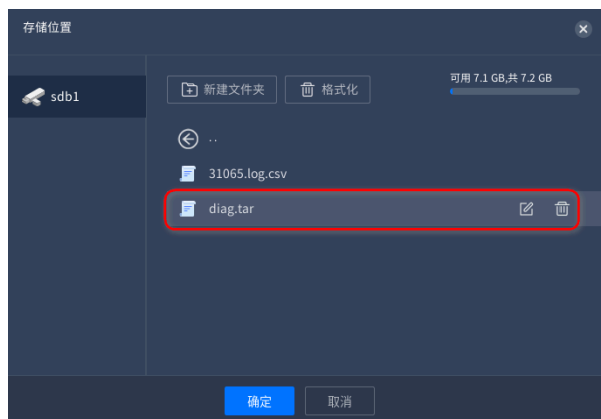 存储位置
sdb1
新建文件夹
格式化
可用 7.1 GB,共 7.2 GB
..
31065.log.csv
diag.tar
确定
取消